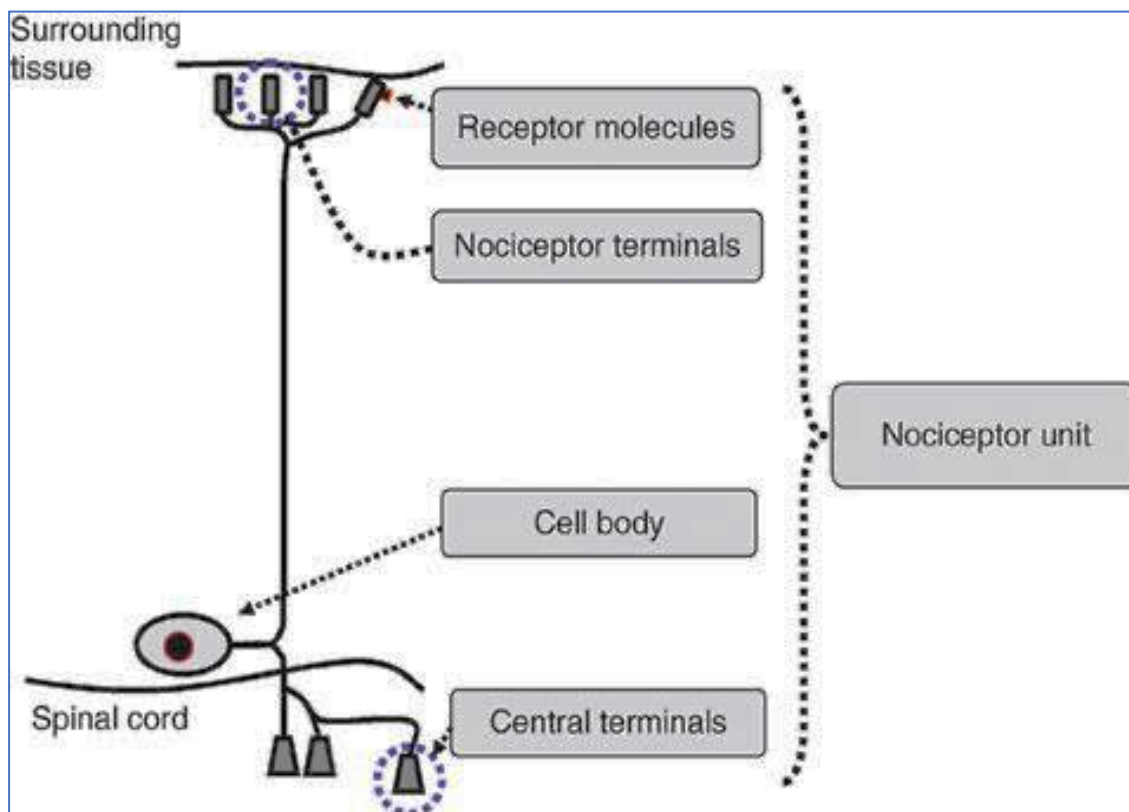 Surrounding
tissue
Receptor molecules
Nociceptor terminals
Nociceptor unit
Cell body
Spinal cord
Central terminals